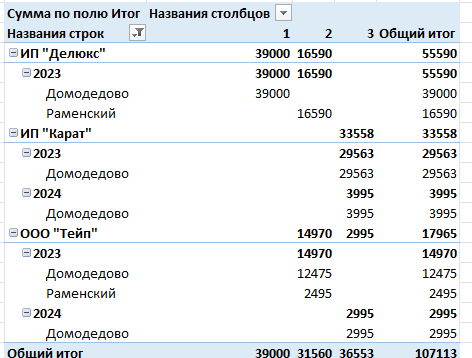 Сумма по полю Итог Названия столбцов
Названия строк 1 2 3 Общий итог
ИП "Делюкс" 39000 16590 55590
2023 39000 16590 55590
Домодедово 39000 39000
Раменский 16590 16590
ИП "Карат" 33558 33558
2023 29563 29563
Домодедово 29563 29563
2024 3995 3995
Домодедово 3995 3995
ООО "Тейп" 14970 2995 17965
2023 14970 14970
Домодедово 12475 12475
Раменский 2495 2495
2024 2995 2995
Домодедово 2995 2995
Общий итог 39000 31560 36553 107113